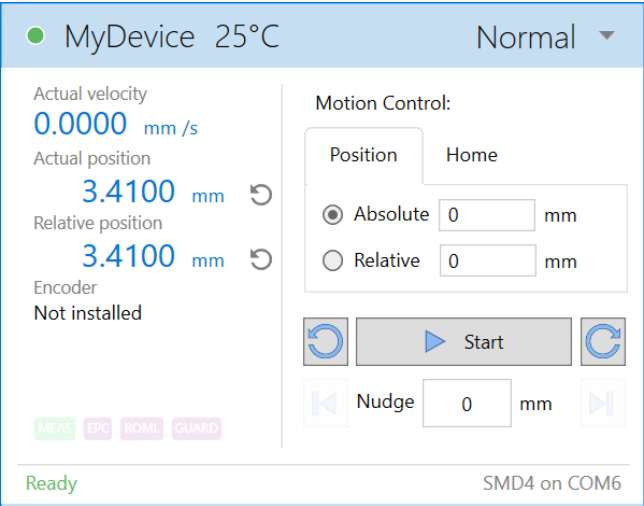 MyDevice 25°C
Normal
Actual velocity
0.0000 mm /s
Actual position
3.4100 mm
Relative position
3.4100 mm
Encoder
Not installed
MEAS EPC ROML GUARD
Motion Control:
Position Home
Absolute 0 mm
Relative 0 mm
Start
Nudge 0 mm
Ready
SMD4 on COM6